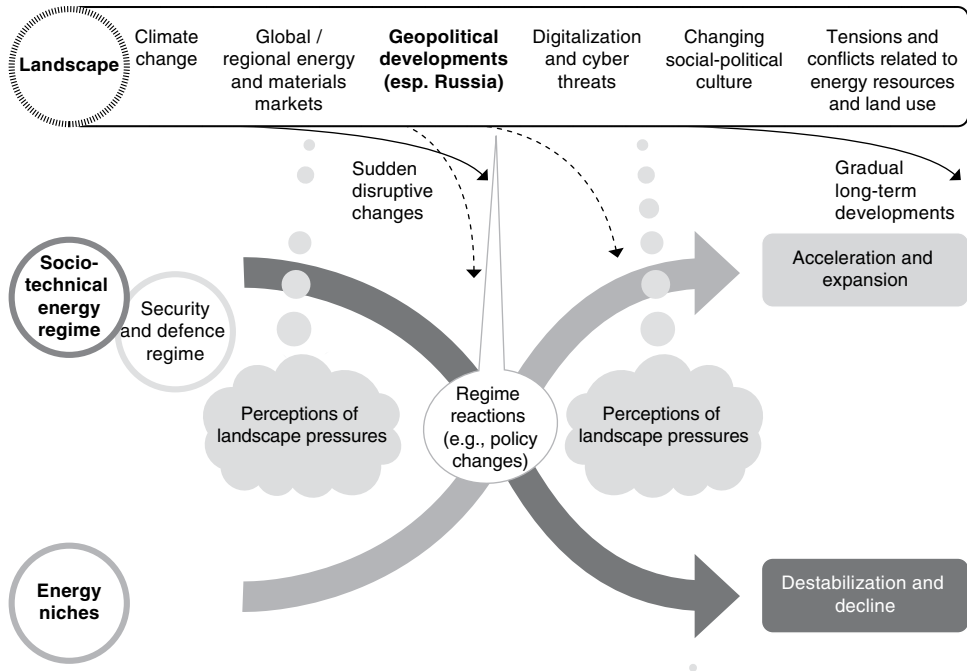 Landscape
Climate
change
Global /
regional energy
and materials
markets
Geopolitical
developments
(esp. Russia)
Digitalization
and cyber
threats
Changing
social-political
culture
Tensions and
conflicts related to
energy resources
and land use
Sudden
disruptive
changes
Gradual
long-term
developments
Socio-
technical
energy
regime
Security
and defence
regime
Acceleration and
expansion
Perceptions of
landscape pressures
Regime
reactions
(e.g., policy
changes)
Perceptions of
landscape pressures
Energy
niches
Destabilization and
decline